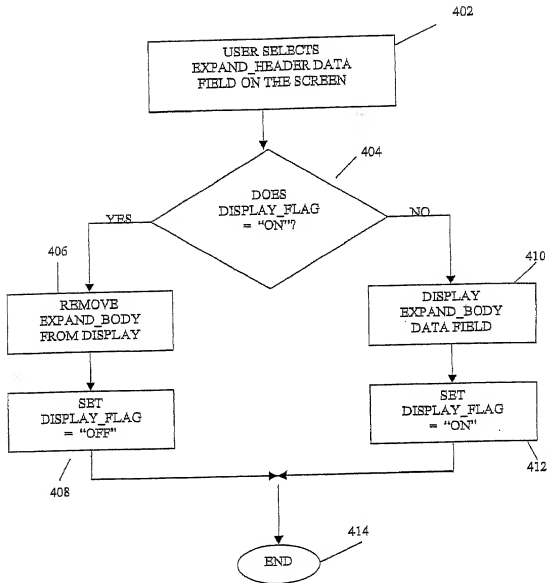 402
USER SELECTS
EXPAND_HEADER DATA
FIELD ON THE SCREEN
404
DOES
DISPLAY_FLAG
= "ON"?
YES
NO
406
REMOVE
EXPAND_BODY
FROM DISPLAY
410
DISPLAY
EXPAND_BODY
DATA FIELD
SET
DISPLAY_FLAG
= "OFF"
408
SET
DISPLAY_FLAG
= "ON"
412
414
END